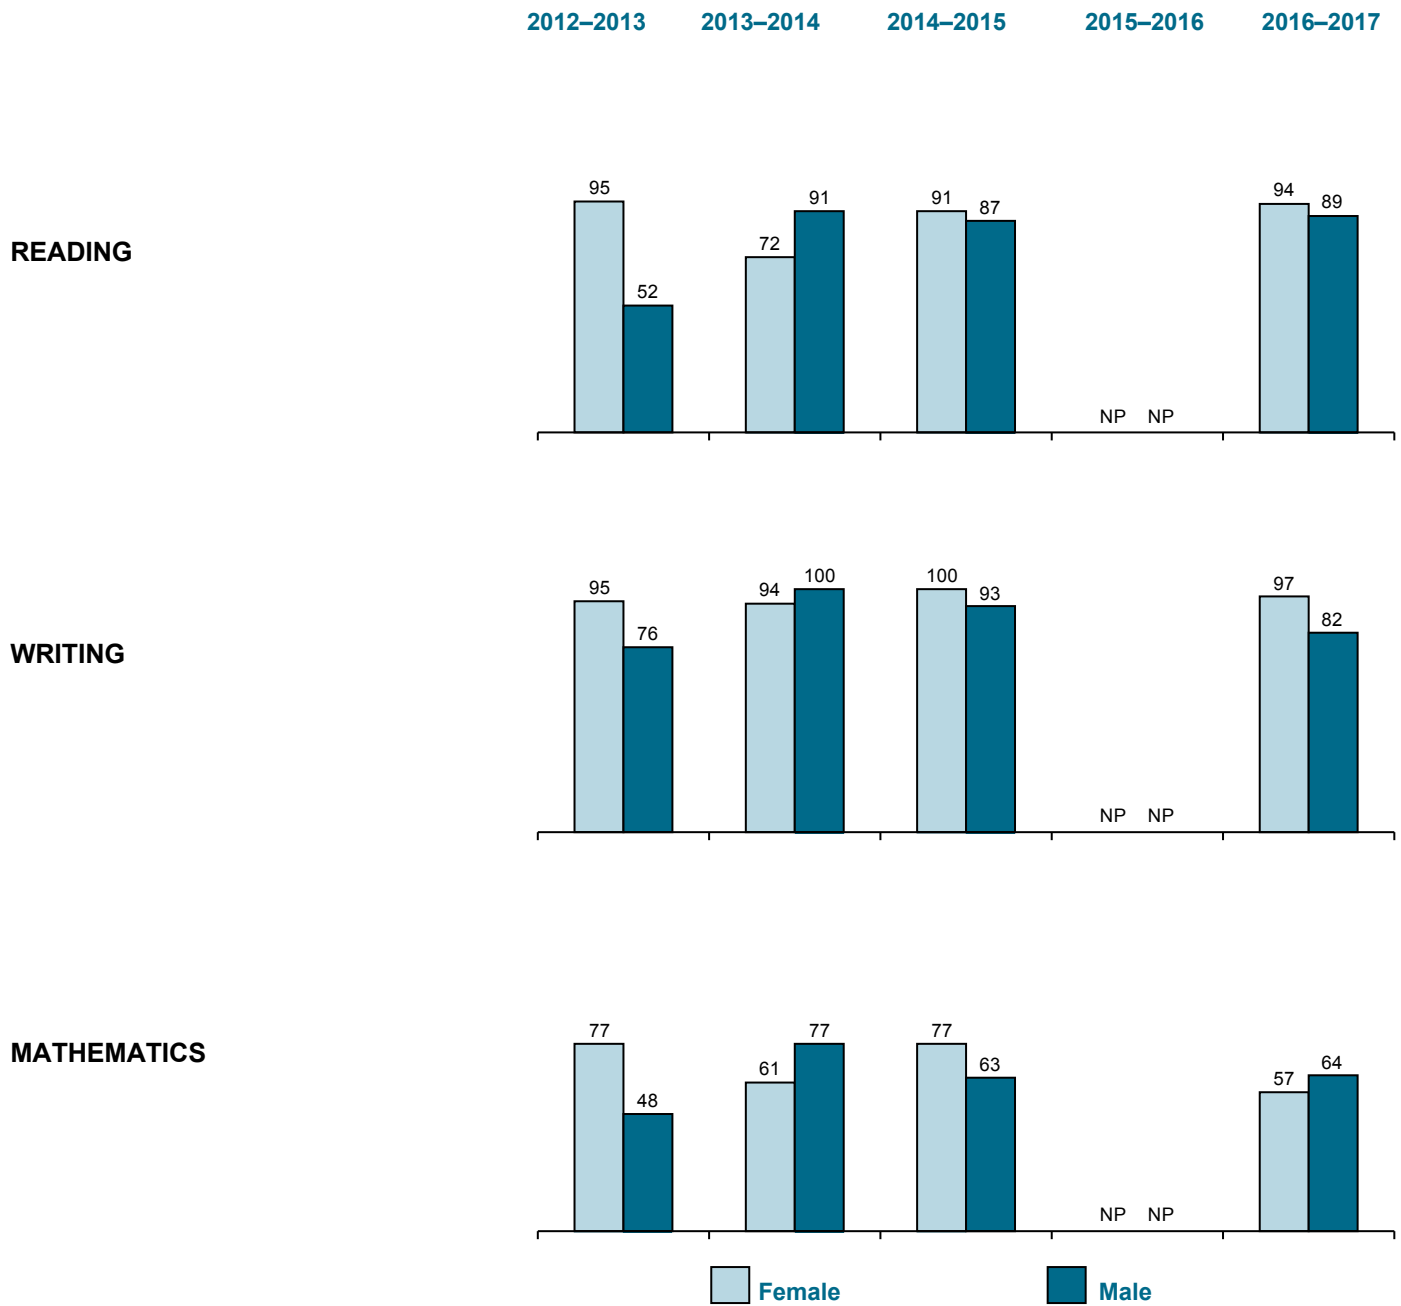 2012–2013 2013–2014 2014–2015 2015–2016 2016–2017
READING
95 52 72 91 91 87 NP NP 94 89
WRITING
95 76 94 100 100 93 NP NP 97 82
MATHEMATICS
77 48 61 77 77 63 NP NP 57 64
Female Male